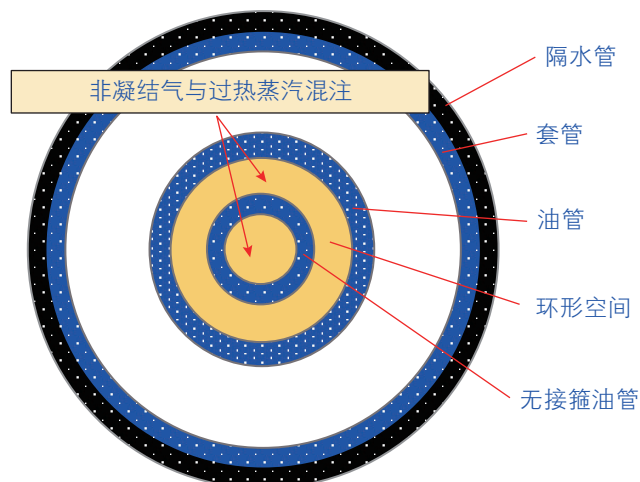 隔水管
非凝结气与过热蒸汽混注
套管
油管
环形空间
无接箍油管